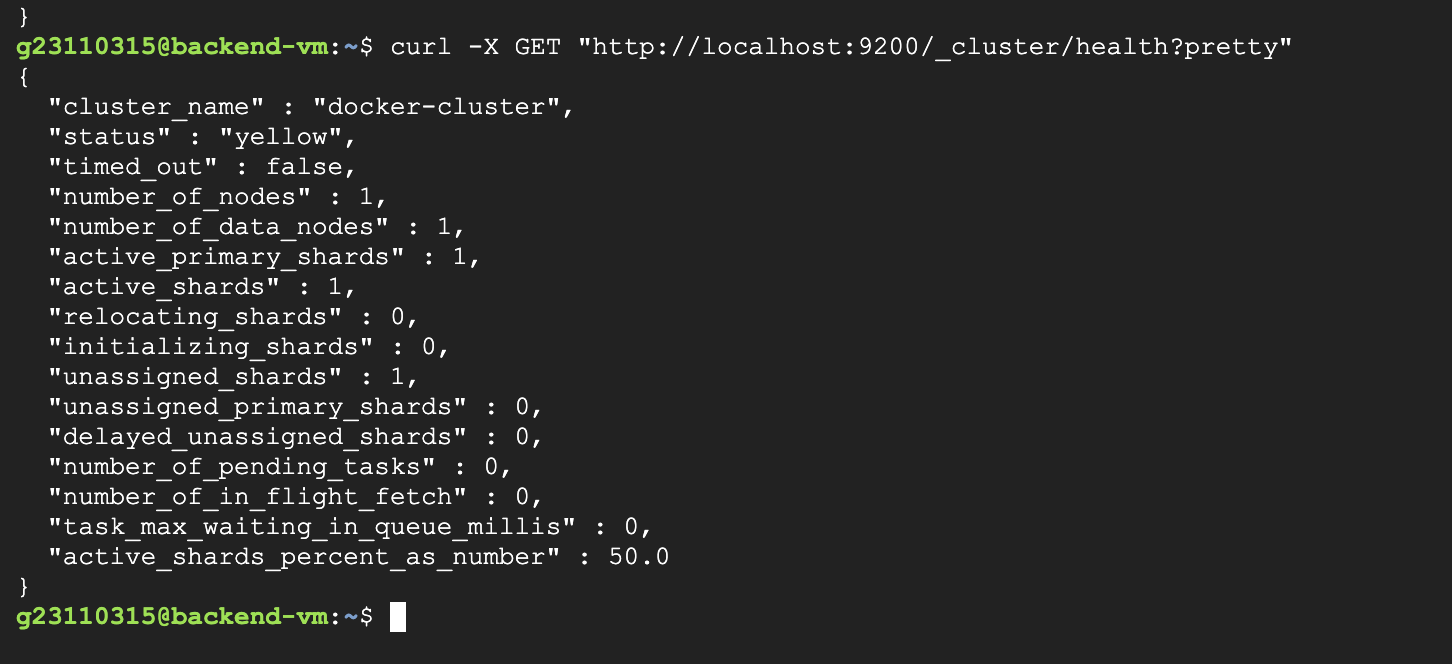 }
g23110315@backend-vm:~$ curl -X GET "http://localhost:9200/_cluster/health?pretty"
{
  "cluster_name" : "docker-cluster",
  "status" : "yellow",
  "timed_out" : false,
  "number_of_nodes" : 1,
  "number_of_data_nodes" : 1,
  "active_primary_shards" : 1,
  "active_shards" : 1,
  "relocating_shards" : 0,
  "initializing_shards" : 0,
  "unassigned_shards" : 1,
  "unassigned_primary_shards" : 0,
  "delayed_unassigned_shards" : 0,
  "number_of_pending_tasks" : 0,
  "number_of_in_flight_fetch" : 0,
  "task_max_waiting_in_queue_millis" : 0,
  "active_shards_percent_as_number" : 50.0
}
g23110315@backend-vm:~$